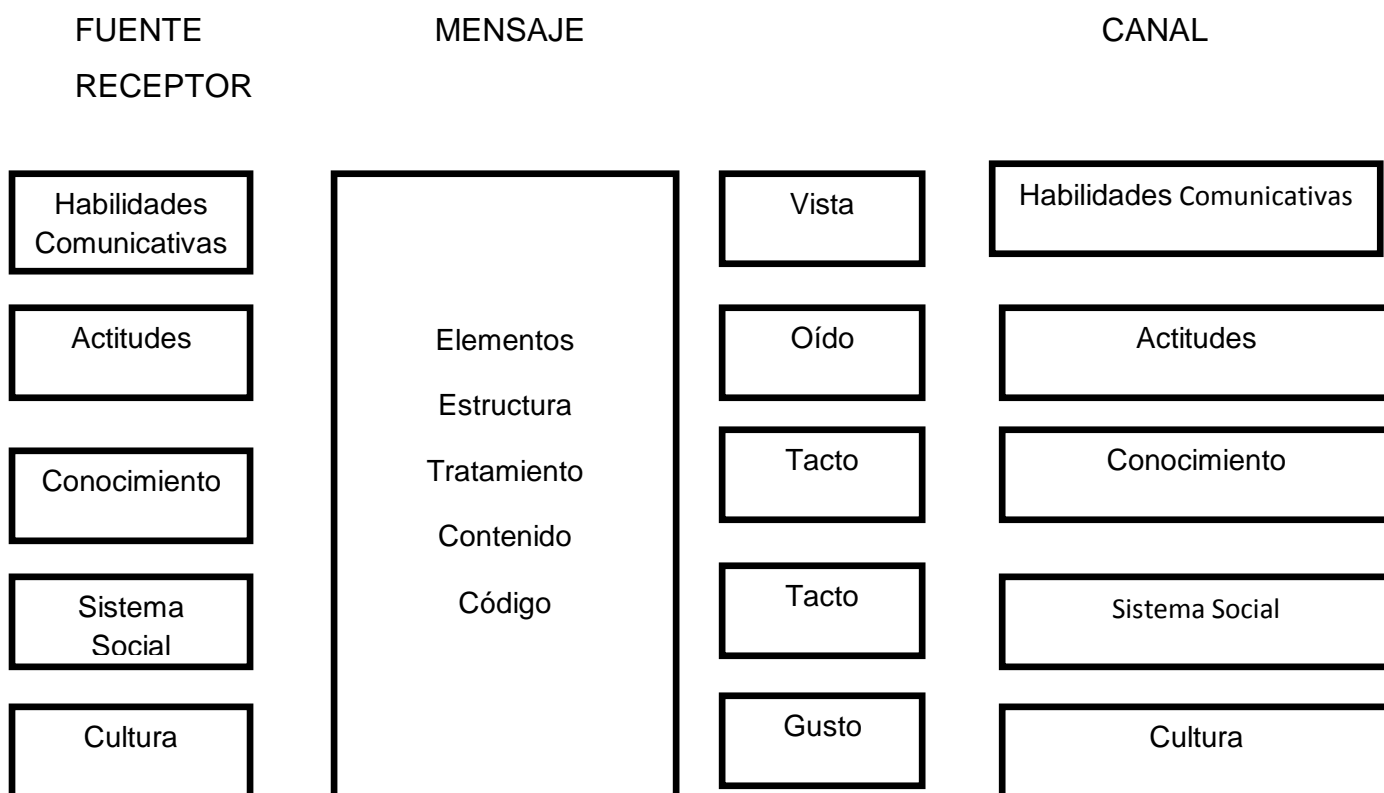 FUENTE MENSAJE CANAL
RECEPTOR
Habilidades
Comunicativas
Vista
Habilidades Comunicativas
Actitudes
Elementos
Oído
Actitudes
Estructura
Conocimiento
Tratamiento
Tacto
Conocimiento
Contenido
Sistema
Social
Código
Tacto
Sistema Social
Cultura
Gusto
Cultura